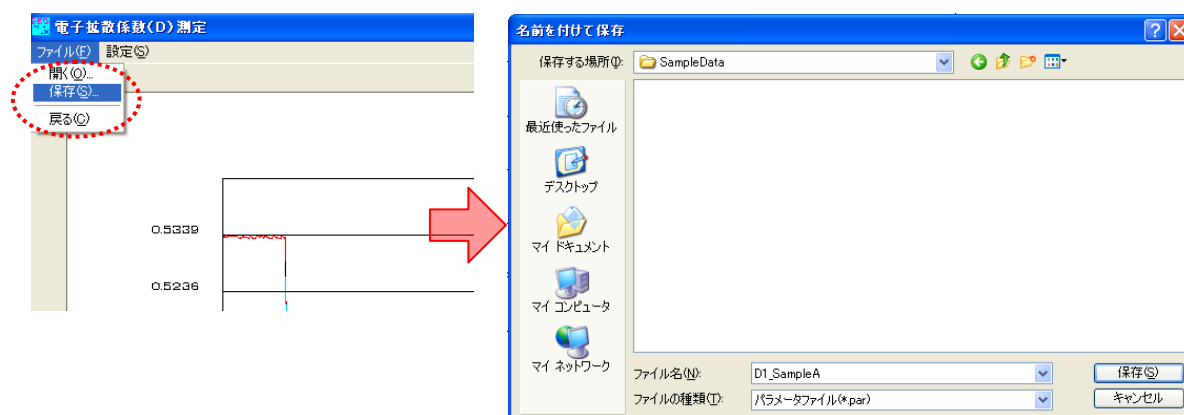 電子拡散係数(D)測定
ファイル(F) 設定(S)
開く(O)...
保存(S)...
戻る(C)
0.5339
0.5236
名前を付けて保存
保存する場所(I):
SampleData
最近使ったファイル
デスクトップ
マイ ドキュメント
マイ コンピュータ
マイ ネットワーク
ファイル名(N):
D1_SampleA
保存(S)
ファイルの種類(T):
パラメータファイル(*.par)
キャンセル